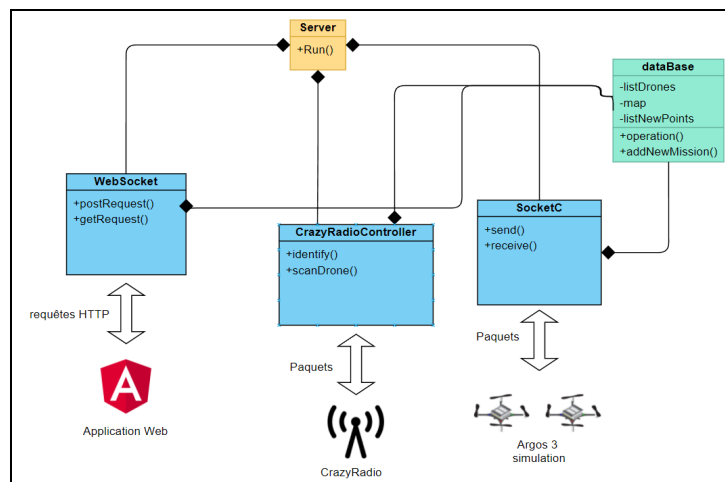 Server
+Run()
dataBase
-listDrones
-map
-listNewPoints
+operation()
+addNewMission()
WebSocket
+postRequest()
+getRequest()
CrazyRadioController
+identify()
+scanDrone()
SocketC
+send()
+receive()
requêtes HTTP
Paquets
Paquets
A
Application Web
CrazyRadio
Argos 3
simulation